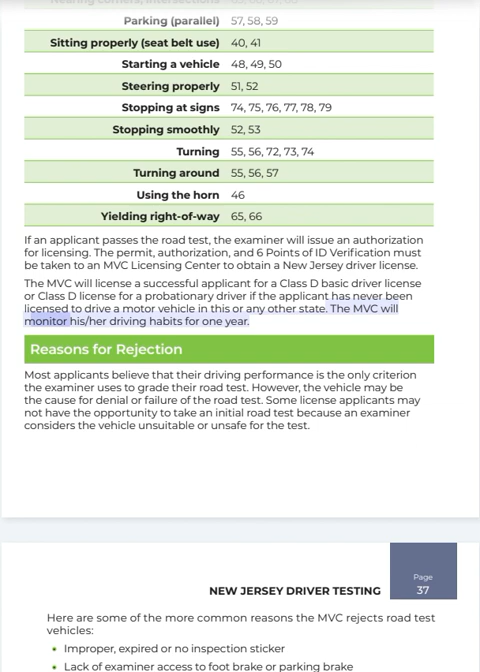 Parking (parallel) 57, 58, 59
Sitting properly (seat belt use) 40, 41
Starting a vehicle 48, 49, 50
Steering properly 51, 52
Stopping at signs 74, 75, 76, 77, 78, 79
Stopping smoothly 52, 53
Turning 55, 56, 72, 73, 74
Turning around 55, 56, 57
Using the horn 46
Yielding right-of-way 65, 66
If an applicant passes the road test, the examiner will issue an authorization
for licensing. The permit, authorization, and 6 Points of ID Verification must
be taken to an MVC Licensing Center to obtain a New Jersey driver license.
The MVC will license a successful applicant for a Class D basic driver license
or Class D license for a probationary driver if the applicant has never been
licensed to drive a motor vehicle in this or any other state. The MVC will
monitor his/her driving habits for one year.
Reasons for Rejection
Most applicants believe that their driving performance is the only criterion
the examiner uses to grade their road test. However, the vehicle may be
the cause for denial or failure of the road test. Some license applicants may
not have the opportunity to take an initial road test because an examiner
considers the vehicle unsuitable or unsafe for the test.
Page
NEW JERSEY DRIVER TESTING 37
Here are some of the more common reasons the MVC rejects road test
vehicles:
• Improper, expired or no inspection sticker
• Lack of examiner access to foot brake or parking brake